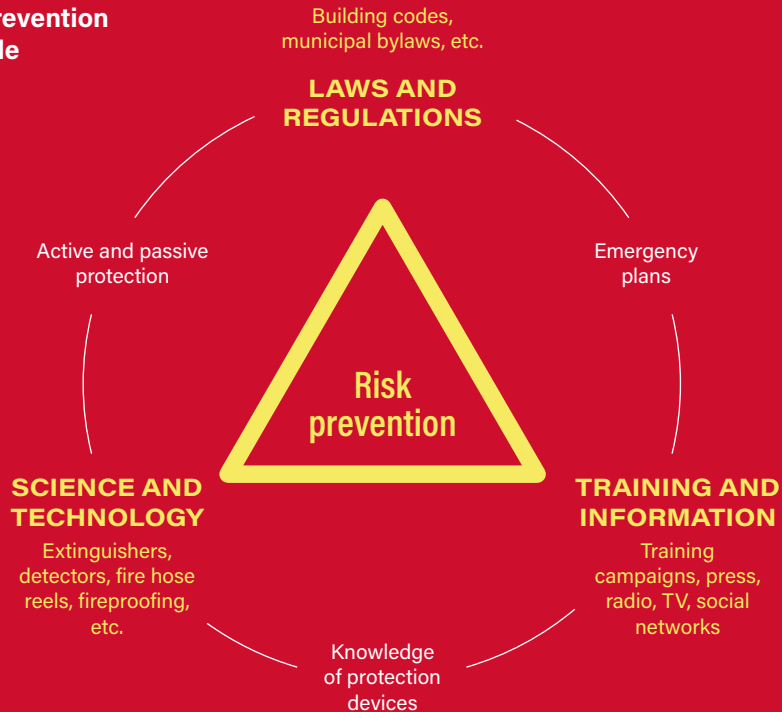 Building codes,
municipal bylaws, etc.
LAWS AND
REGULATIONS
Active and passive
protection
Emergency
plans
Risk
prevention
SCIENCE AND
TECHNOLOGY
Extinguishers,
detectors, fire hose
reels, fireproofing,
etc.
TRAINING AND
INFORMATION
Training
campaigns, press,
radio, TV, social
networks
Knowledge
of protection
devices